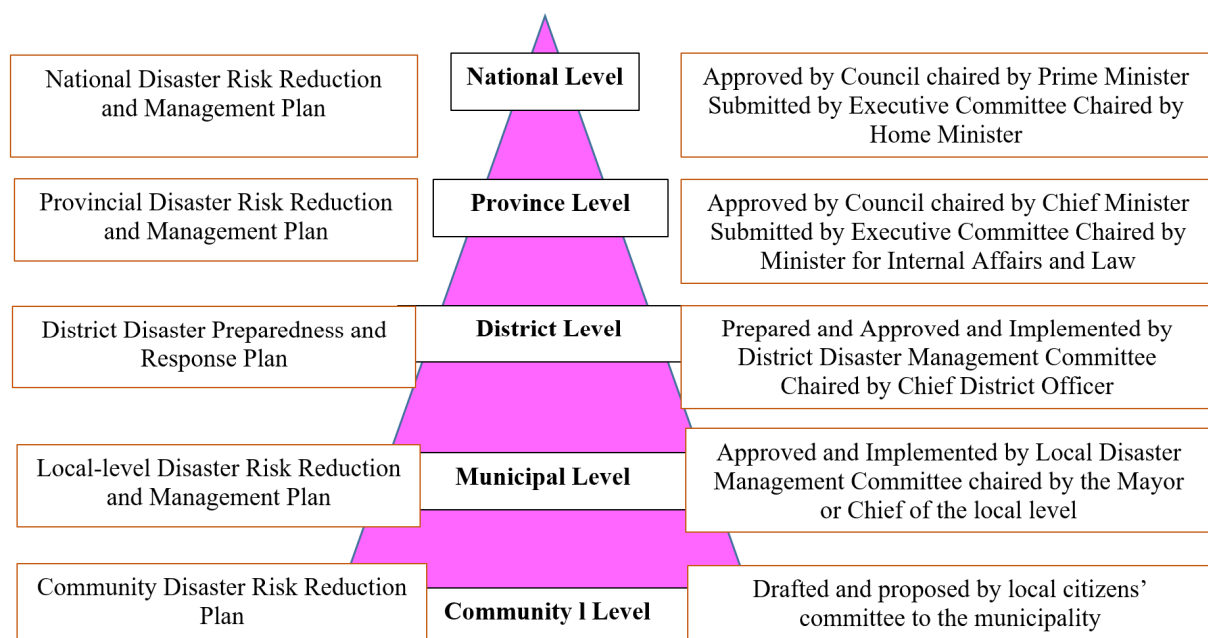 National Disaster Risk Reduction
and Management Plan
National Level
Approved by Council chaired by Prime Minister
Submitted by Executive Committee Chaired by
Home Minister
Provincial Disaster Risk Reduction
and Management Plan
Province Level
Approved by Council chaired by Chief Minister
Submitted by Executive Committee Chaired by
Minister for Internal Affairs and Law
District Disaster Preparedness and
Response Plan
District Level
Prepared and Approved and Implemented by
District Disaster Management Committee
Chaired by Chief District Officer
Local-level Disaster Risk Reduction
and Management Plan
Municipal Level
Approved and Implemented by Local Disaster
Management Committee chaired by the Mayor
or Chief of the local level
Community Disaster Risk Reduction
Plan
Community l Level
Drafted and proposed by local citizens’
committee to the municipality